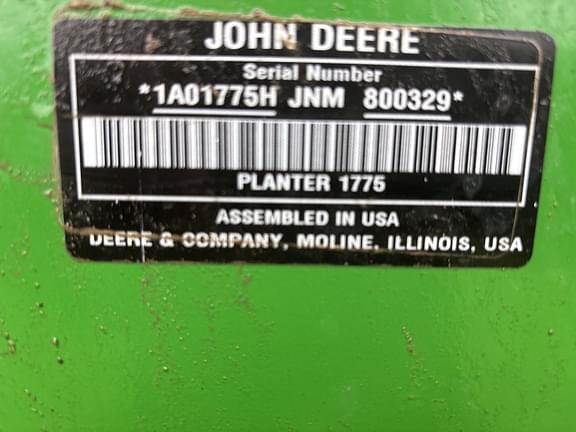 JOHN DEERE
Serial Number
*1A01775H JNM 800329*
PLANTER 1775
ASSEMBLED IN USA
DEERE & COMPANY, MOLINE, ILLINOIS, USA